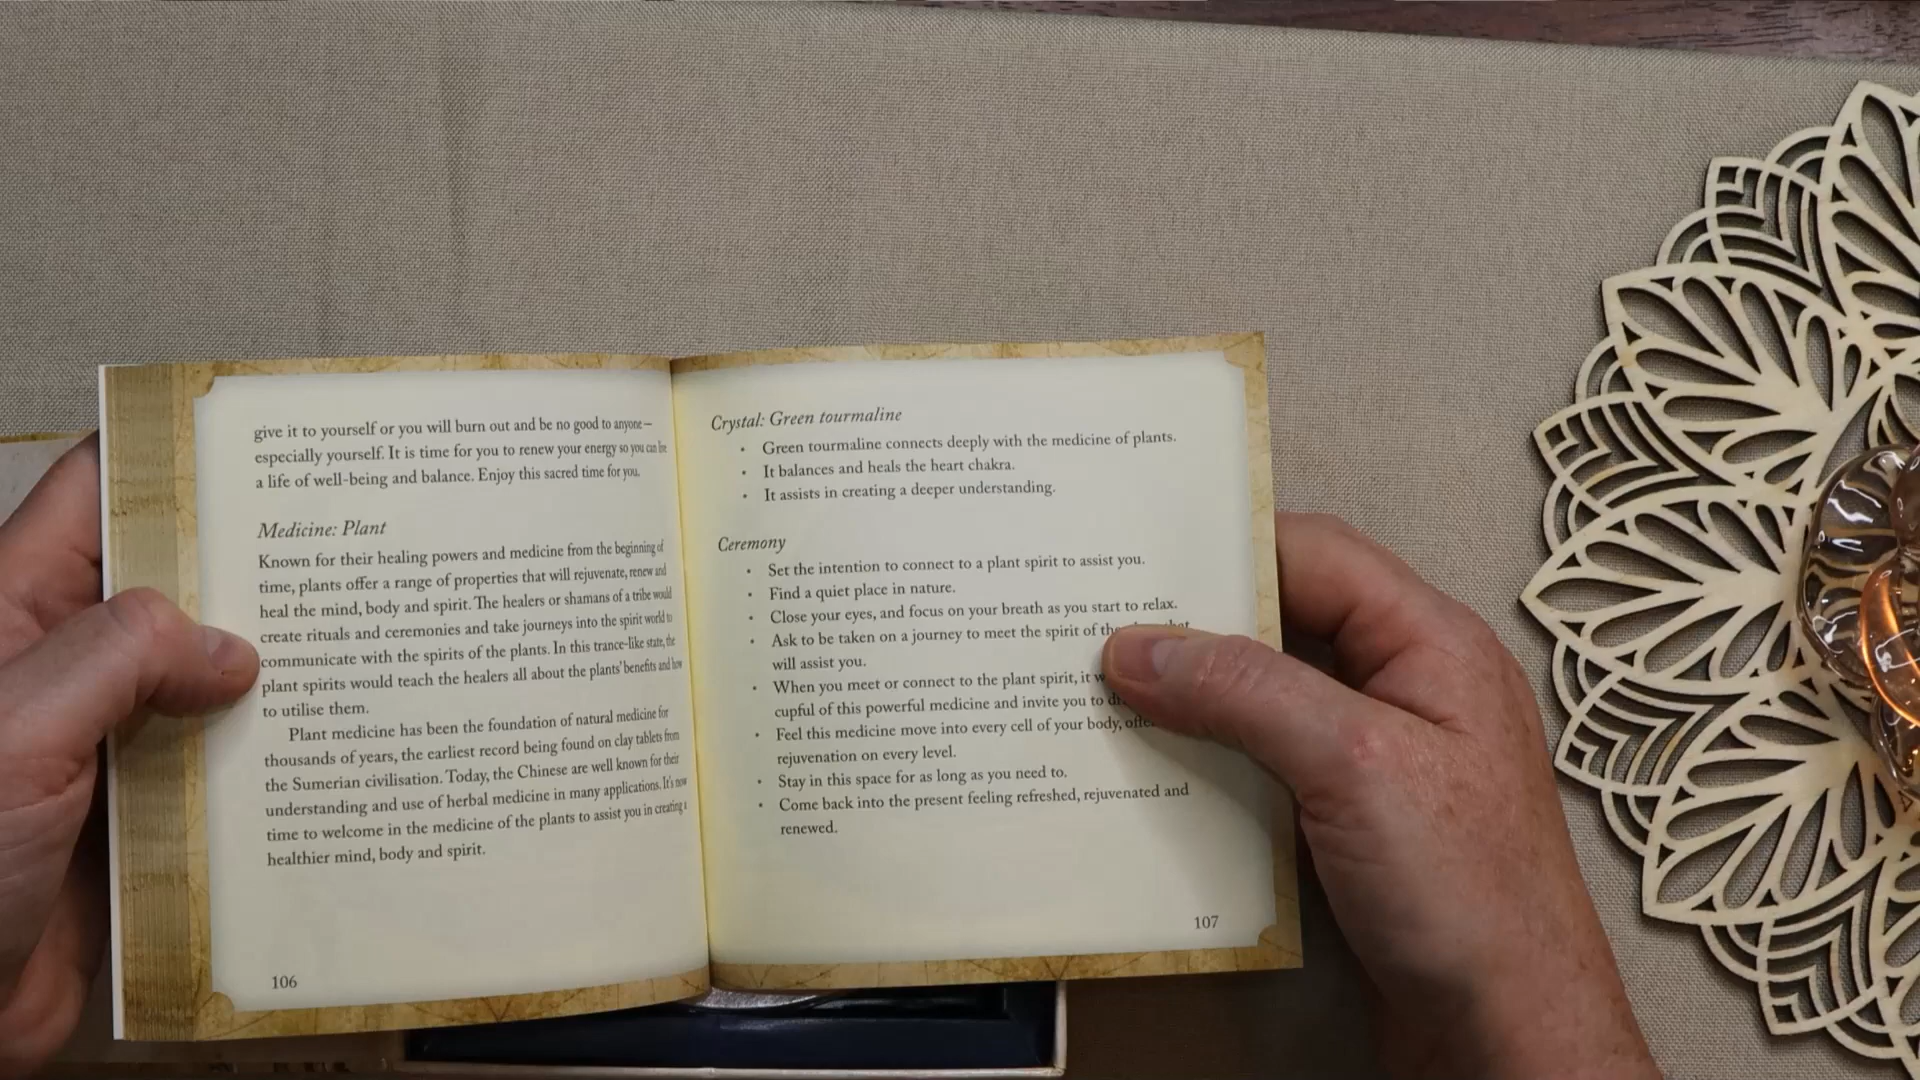 give it to yourself or you will burn out and be no good to anyone –
especially yourself. It is time for you to renew your energy so you can live
a life of well-being and balance. Enjoy this sacred time for you.
Medicine: Plant
Known for their healing powers and medicine from the beginning of
time, plants offer a range of properties that will rejuvenate, renew and
heal the mind, body and spirit. The healers or shamans of a tribe would
create rituals and ceremonies and take journeys into the spirit world to
communicate with the spirits of the plants. In this trance-like state, the
plant spirits would teach the healers all about the plants' benefits and how
to utilise them.
Plant medicine has been the foundation of natural medicine for
thousands of years, the earliest record being found on clay tablets from
the Sumerian civilisation. Today, the Chinese are well known for their
understanding and use of herbal medicine in many applications. It's now
time to welcome in the medicine of the plants to assist you in creating a
healthier mind, body and spirit.
106
Crystal: Green tourmaline
• Green tourmaline connects deeply with the medicine of plants.
• It balances and heals the heart chakra.
• It assists in creating a deeper understanding.
Ceremony
• Set the intention to connect to a plant spirit to assist you.
• Find a quiet place in nature.
• Close your eyes, and focus on your breath as you start to relax.
• Ask to be taken on a journey to meet the spirit of the
will assist you.
• When you meet or connect to the plant spirit, it
cupful of this powerful medicine and invite you to
• Feel this medicine move into every cell of your body,
rejuvenation on every level.
• Stay in this space for as long as you need to.
• Come back into the present feeling refreshed, rejuvenated and
renewed.
107